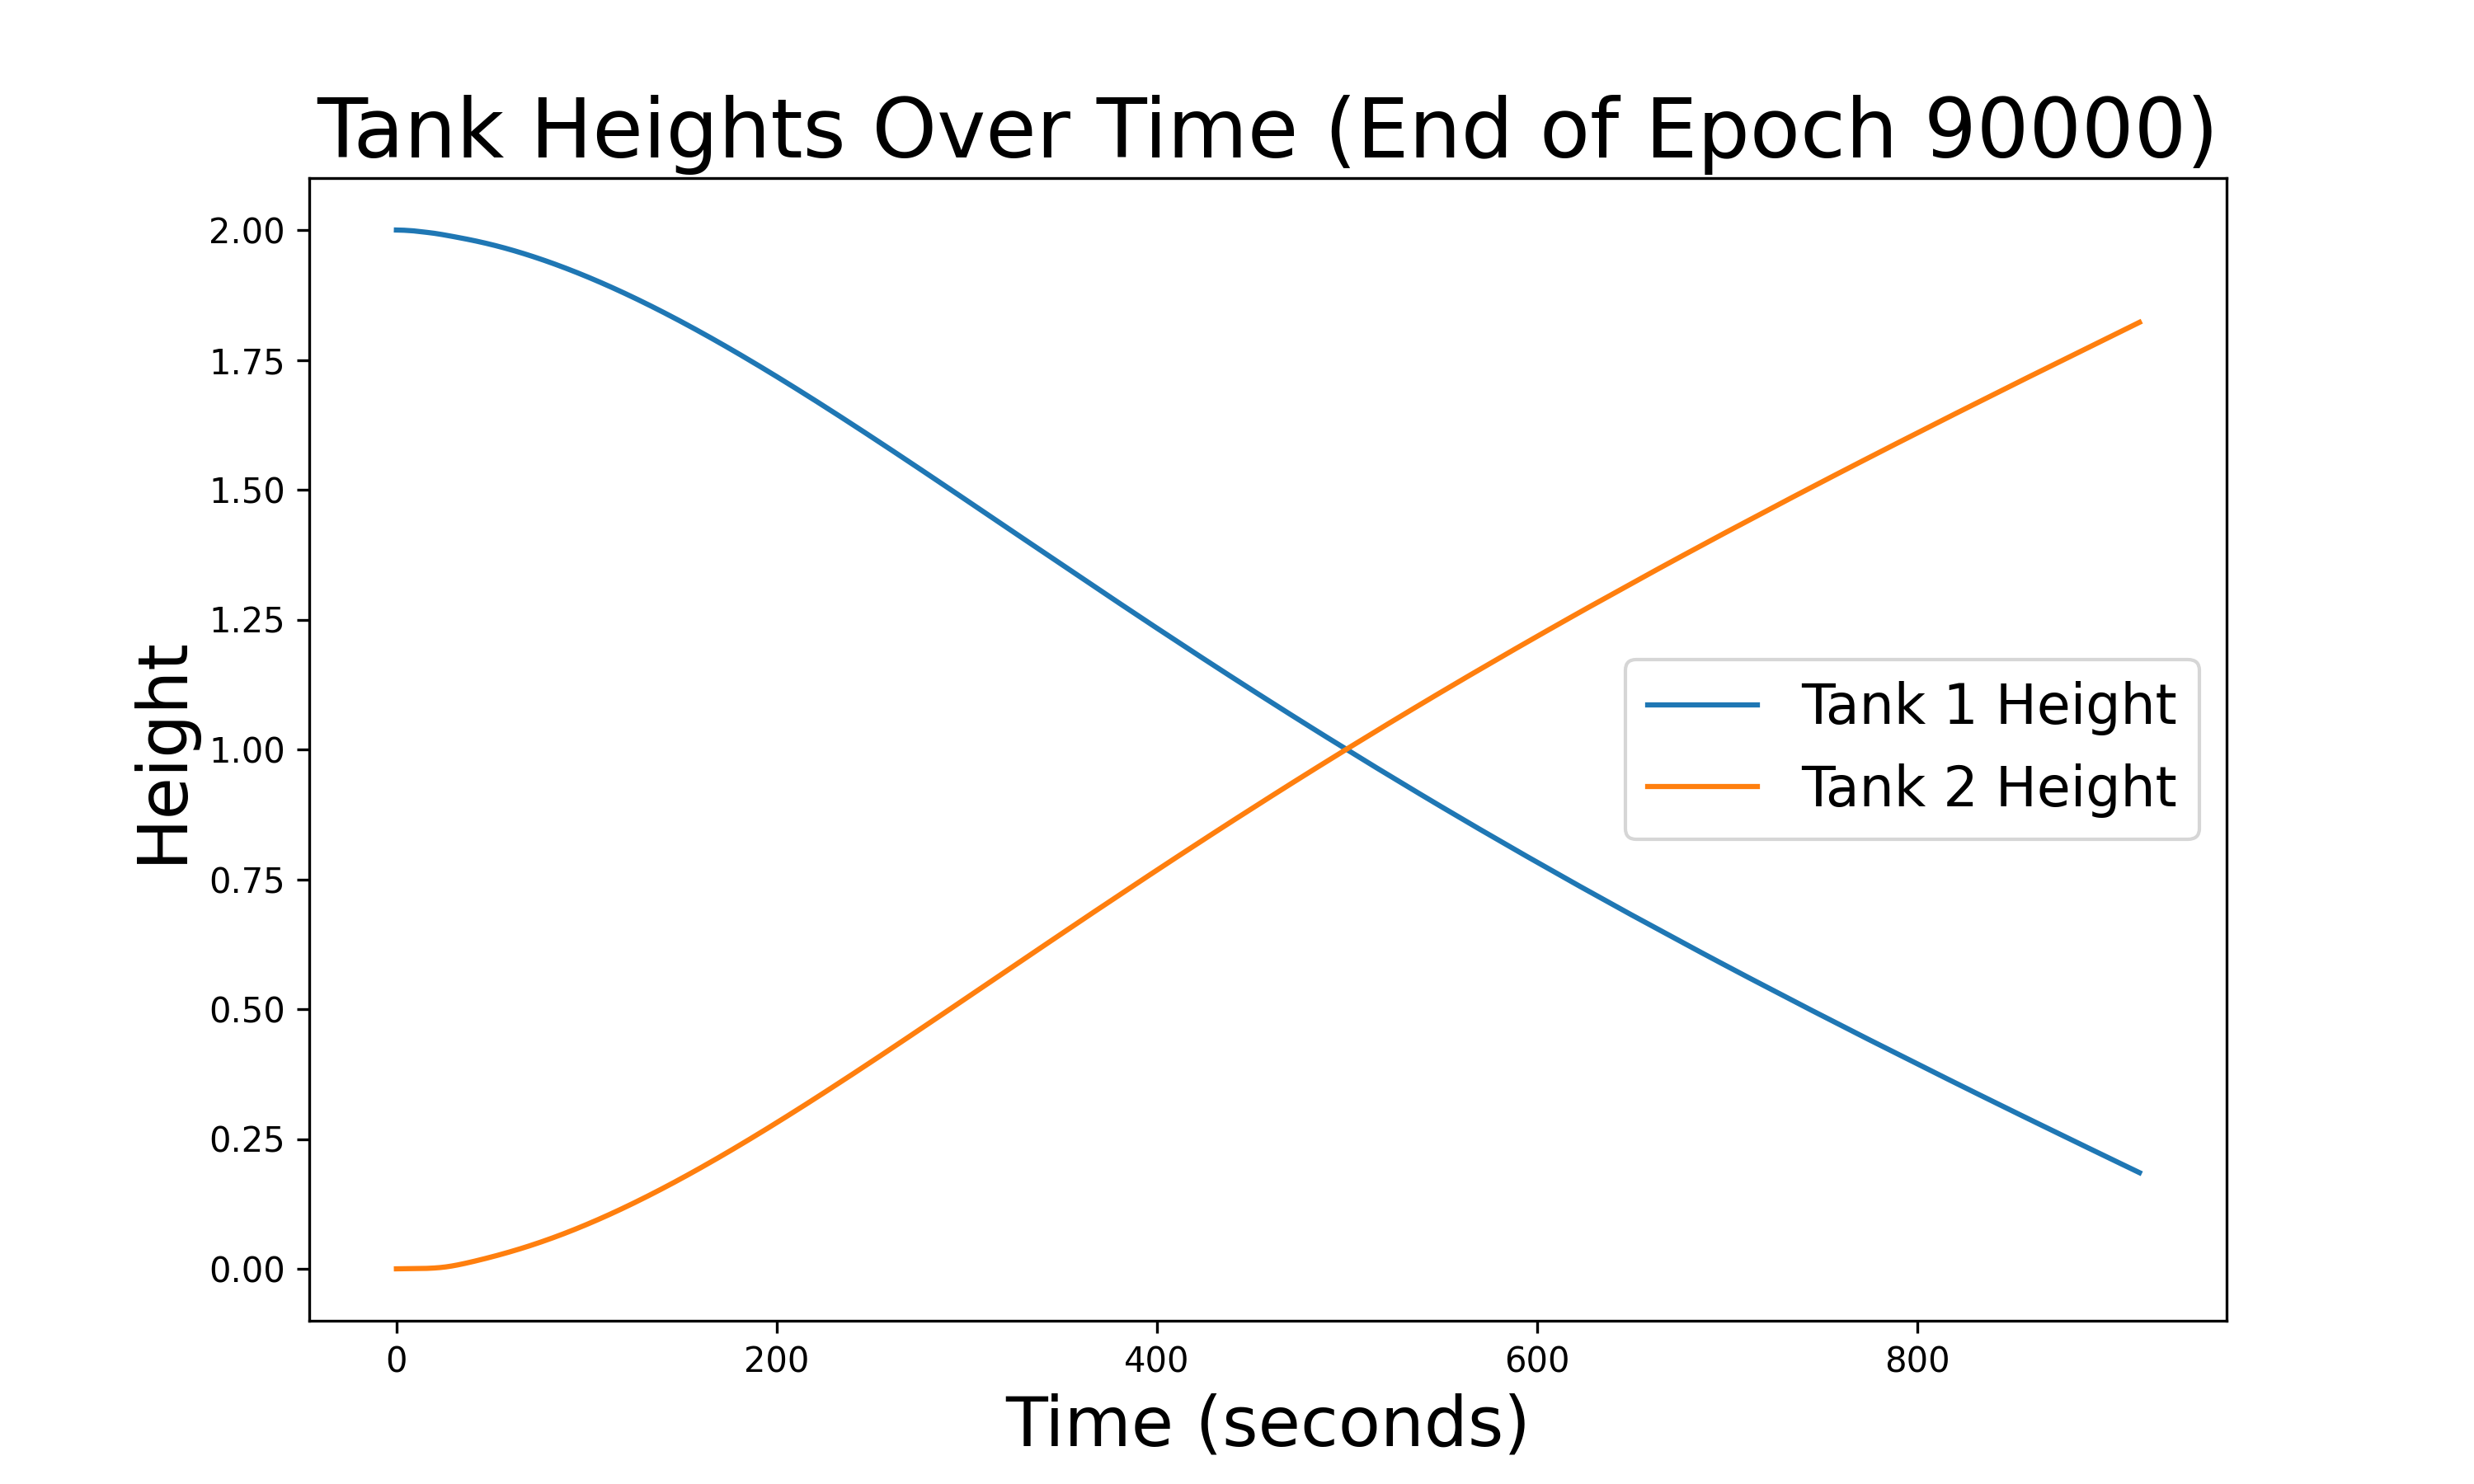 Tank Heights Over Time (End of Epoch 90000)
2.00
1.75
1.50
1.25
1.00
0.75
0.50
0.25
0.00
Height
Tank 1 Height
Tank 2 Height
0 200 400 600 800
Time (seconds)